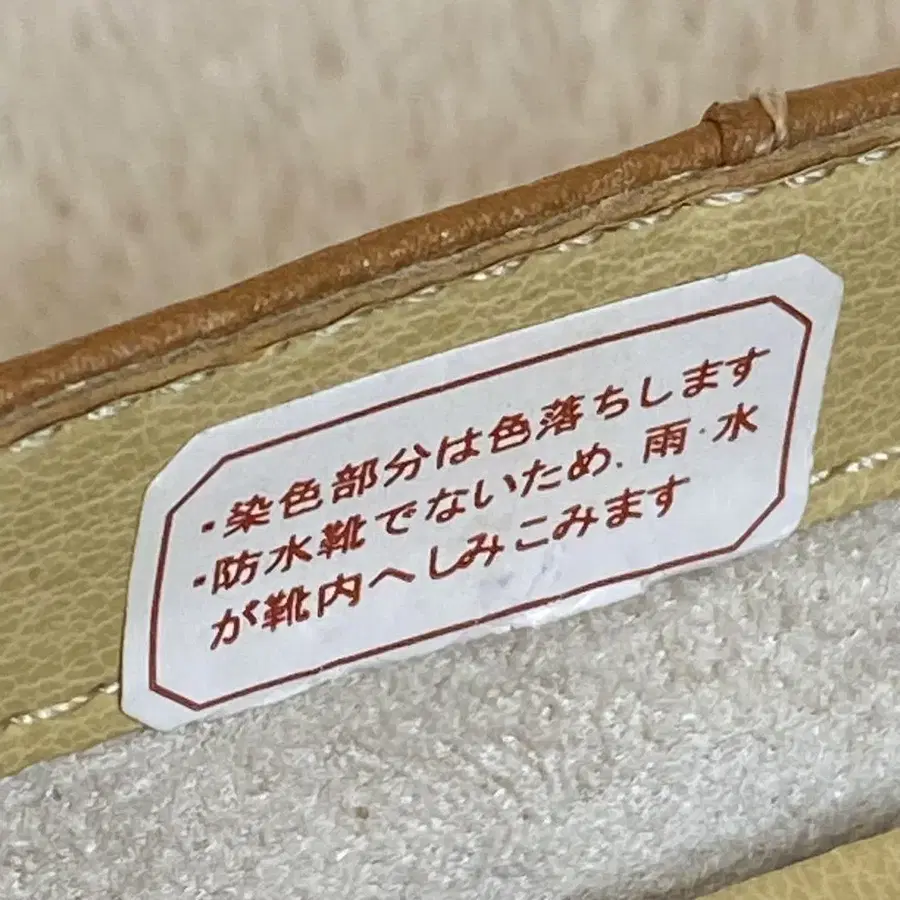 ・染色部分は色落ちします
・防水靴でないため、雨・水
が靴内へしみこみます